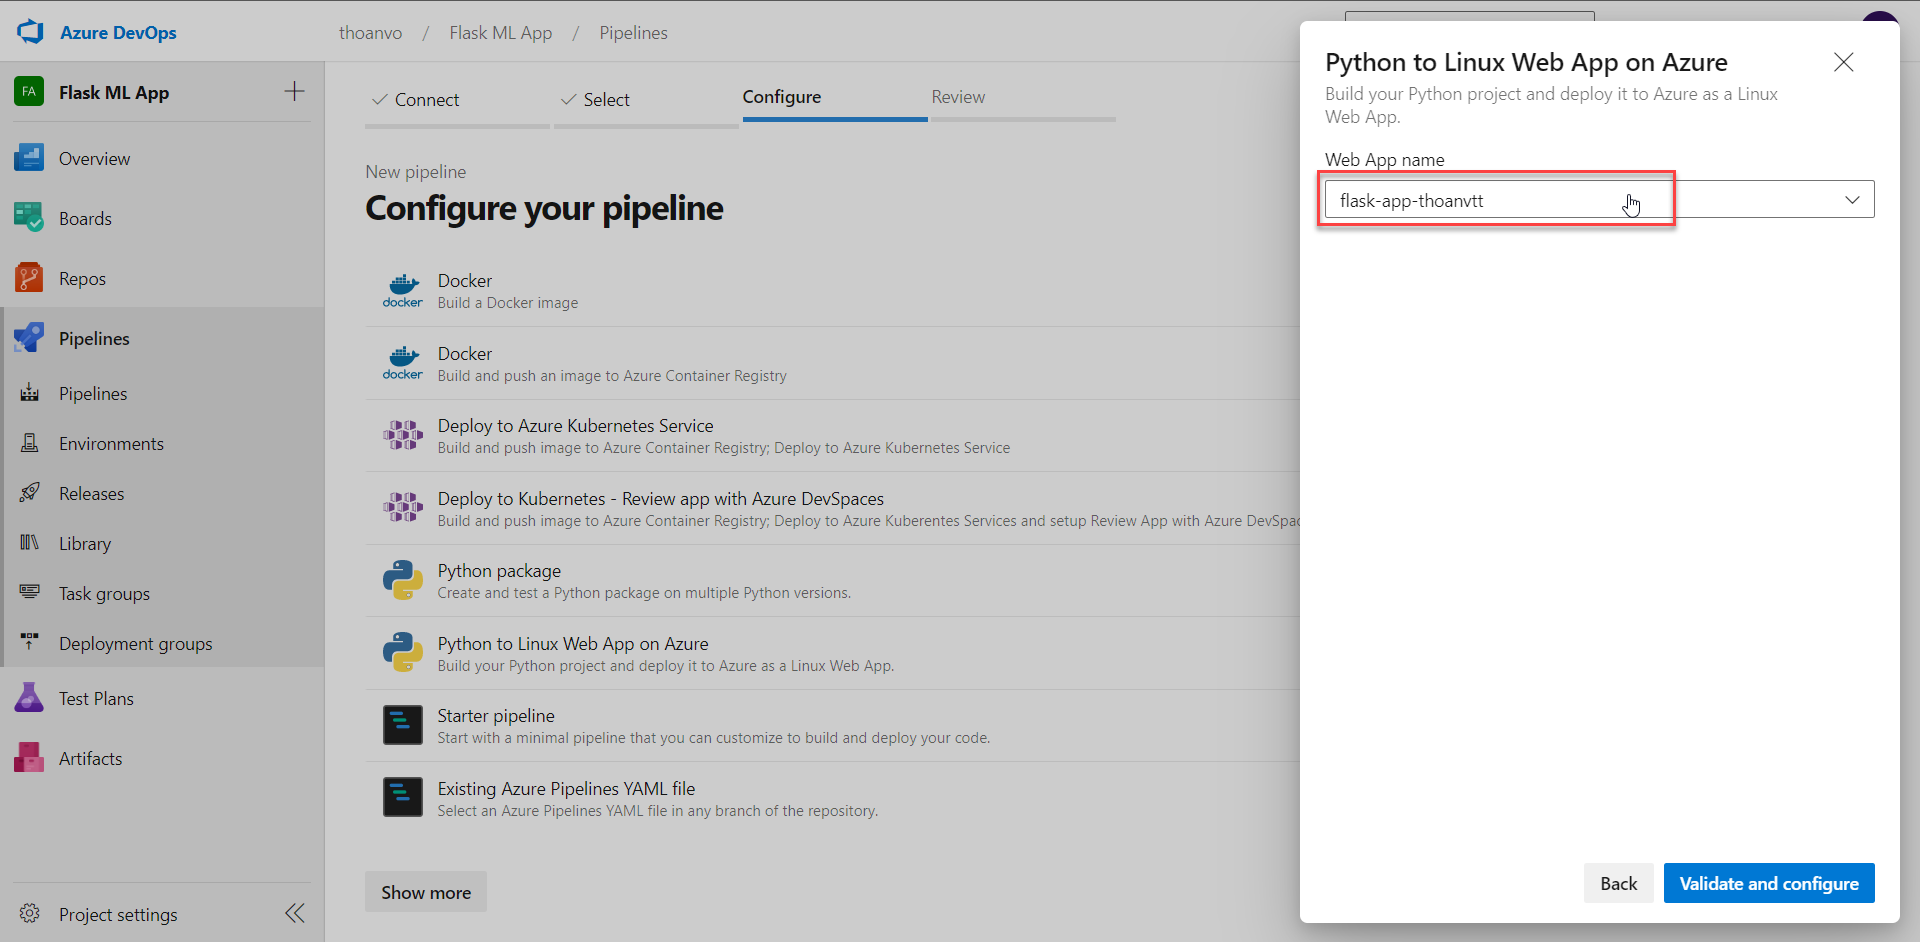 Azure DevOps
thoanvo / Flask ML App / Pipelines
FA
Flask ML App
Overview
Boards
Repos
Pipelines
Pipelines
Environments
Releases
Library
Task groups
Deployment groups
Test Plans
Artifacts
Project settings
Connect
Select
Configure
Review
New pipeline
Configure your pipeline
docker
Docker
Build a Docker image
docker
Docker
Build and push an image to Azure Container Registry
Deploy to Azure Kubernetes Service
Build and push image to Azure Container Registry; Deploy to Azure Kubernetes Service
Deploy to Kubernetes - Review app with Azure DevSpaces
Build and push image to Azure Container Registry; Deploy to Azure Kuberentes Services and setup Review App with Azure DevSpac
Python package
Create and test a Python package on multiple Python versions.
Python to Linux Web App on Azure
Build your Python project and deploy it to Azure as a Linux Web App.
Starter pipeline
Start with a minimal pipeline that you can customize to build and deploy your code.
Existing Azure Pipelines YAML file
Select an Azure Pipelines YAML file in any branch of the repository.
Show more
Python to Linux Web App on Azure
Build your Python project and deploy it to Azure as a Linux
Web App.
Web App name
flask-app-thoanvtt
Back
Validate and configure